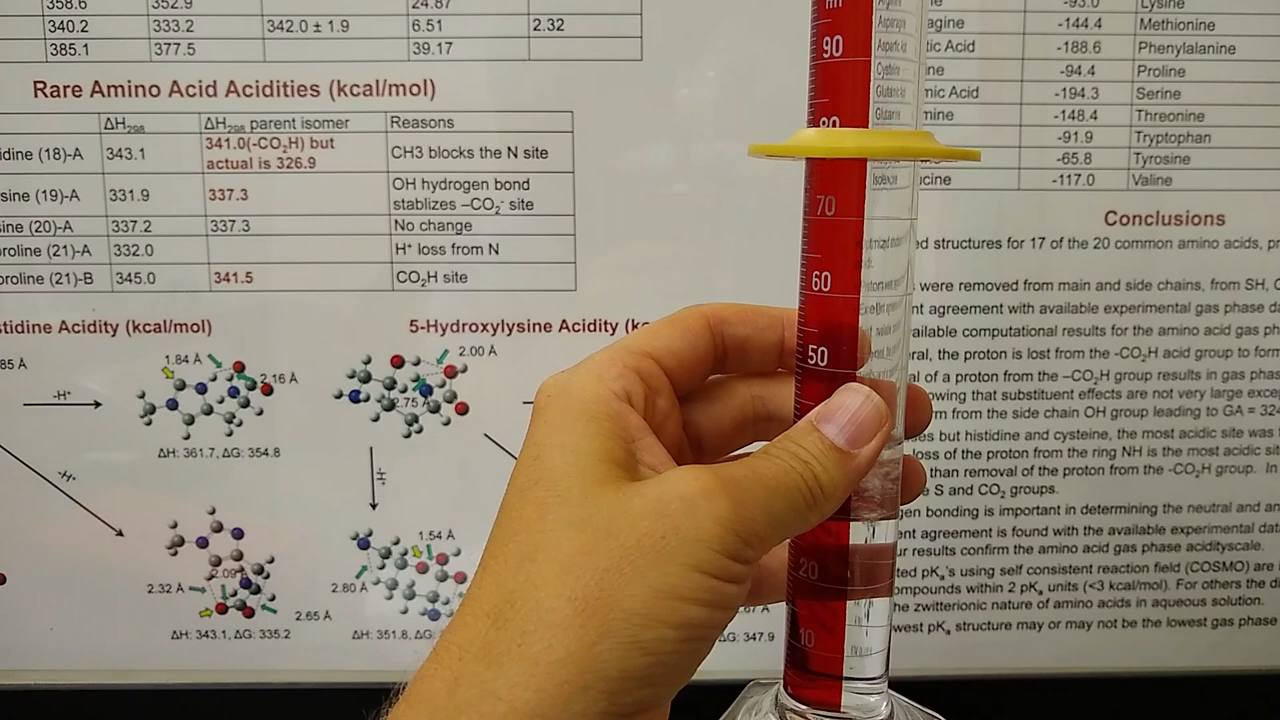 358.6 352.9 24.87
340.2 333.2 342.0 ± 1.9 6.51 2.32
385.1 377.5 39.17
Rare Amino Acid Acidities (kcal/mol)
ΔH298 ΔH298 parent isomer Reasons
idine (18)-A 343.1 341.0(-CO2H) but
actual is 326.9 CH3 blocks the N site
sine (19)-A 331.9 337.3 OH hydrogen bond
stablizes –CO2- site
sine (20)-A 337.2 337.3 No change
proline (21)-A 332.0 H+ loss from N
proline (21)-B 345.0 341.5 CO2H site
stidine Acidity (kcal/mol)
85 Å
-H+
1.84 Å
2.16 Å
ΔH: 361.7, ΔG: 354.8
-H+
2.09
2.32 Å
2.65 Å
ΔH: 343.1, ΔG: 335.2
5-Hydroxylysine Acidity (kc
2.00 Å
2.75 Å
-H+
1.54 Å
2.80 Å
ΔH: 351.8, ΔG:
ΔG: 347.9
ml
90
80
70
60
50
20
10
-93.0 Lysine
agine -144.4 Methionine
tic Acid -188.6 Phenylalanine
ine -94.4 Proline
mic Acid -194.3 Serine
mine -148.4 Threonine
-91.9 Tryptophan
-65.8 Tyrosine
ucine -117.0 Valine
Conclusions
ed structures for 17 of the 20 common amino acids, pr
were removed from main and side chains, from SH, O
nt agreement with available experimental gas phase da
ailable computational results for the amino acid gas ph
ral, the proton is lost from the -CO2H acid group to form
al of a proton from the –CO2H group results in gas phas
owing that substituent effects are not very large excep
m from the side chain OH group leading to GA = 324
ses but histidine and cysteine, the most acidic site was t
loss of the proton from the ring NH is the most acidic sit
than removal of the proton from the -CO2H group. In
e S and CO2 groups.
gen bonding is important in determining the neutral and an
ent agreement is found with the available experimental data
ur results confirm the amino acid gas phase acidityscale.
ted pKa's using self consistent reaction field (COSMO) are
ompounds within 2 pKa units (<3 kcal/mol). For others the di
he zwitterionic nature of amino acids in aqueous solution.
west pKa structure may or may not be the lowest gas phase